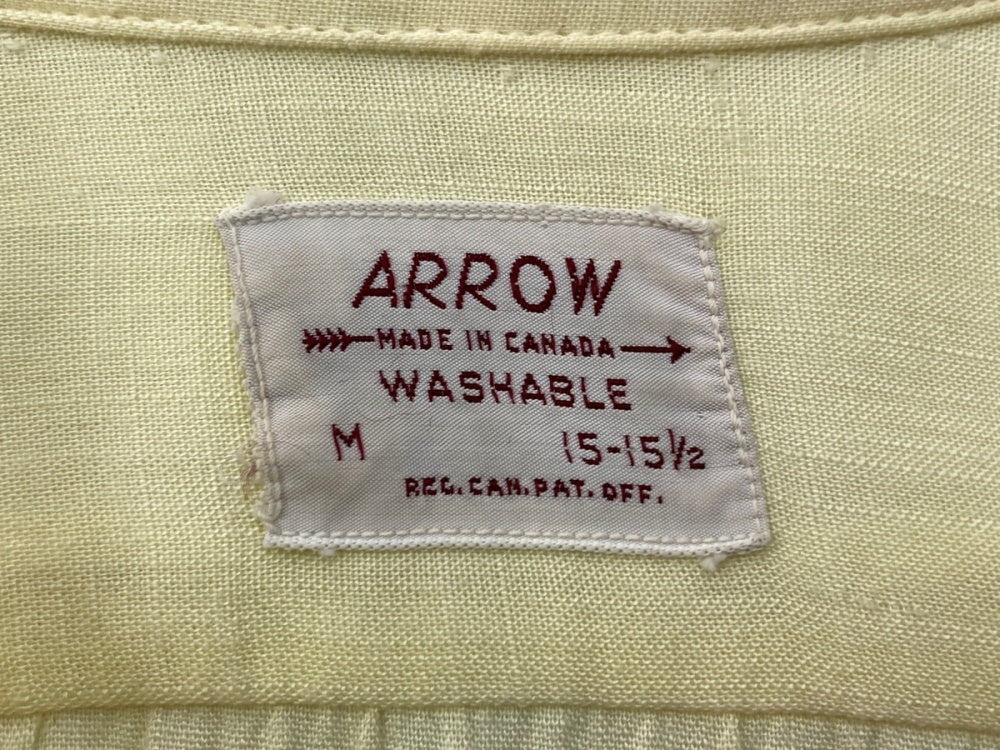 ARROW
MADE IN CANADA
WASHABLE
M 15-15½
REG. CAN. PAT. OFF.